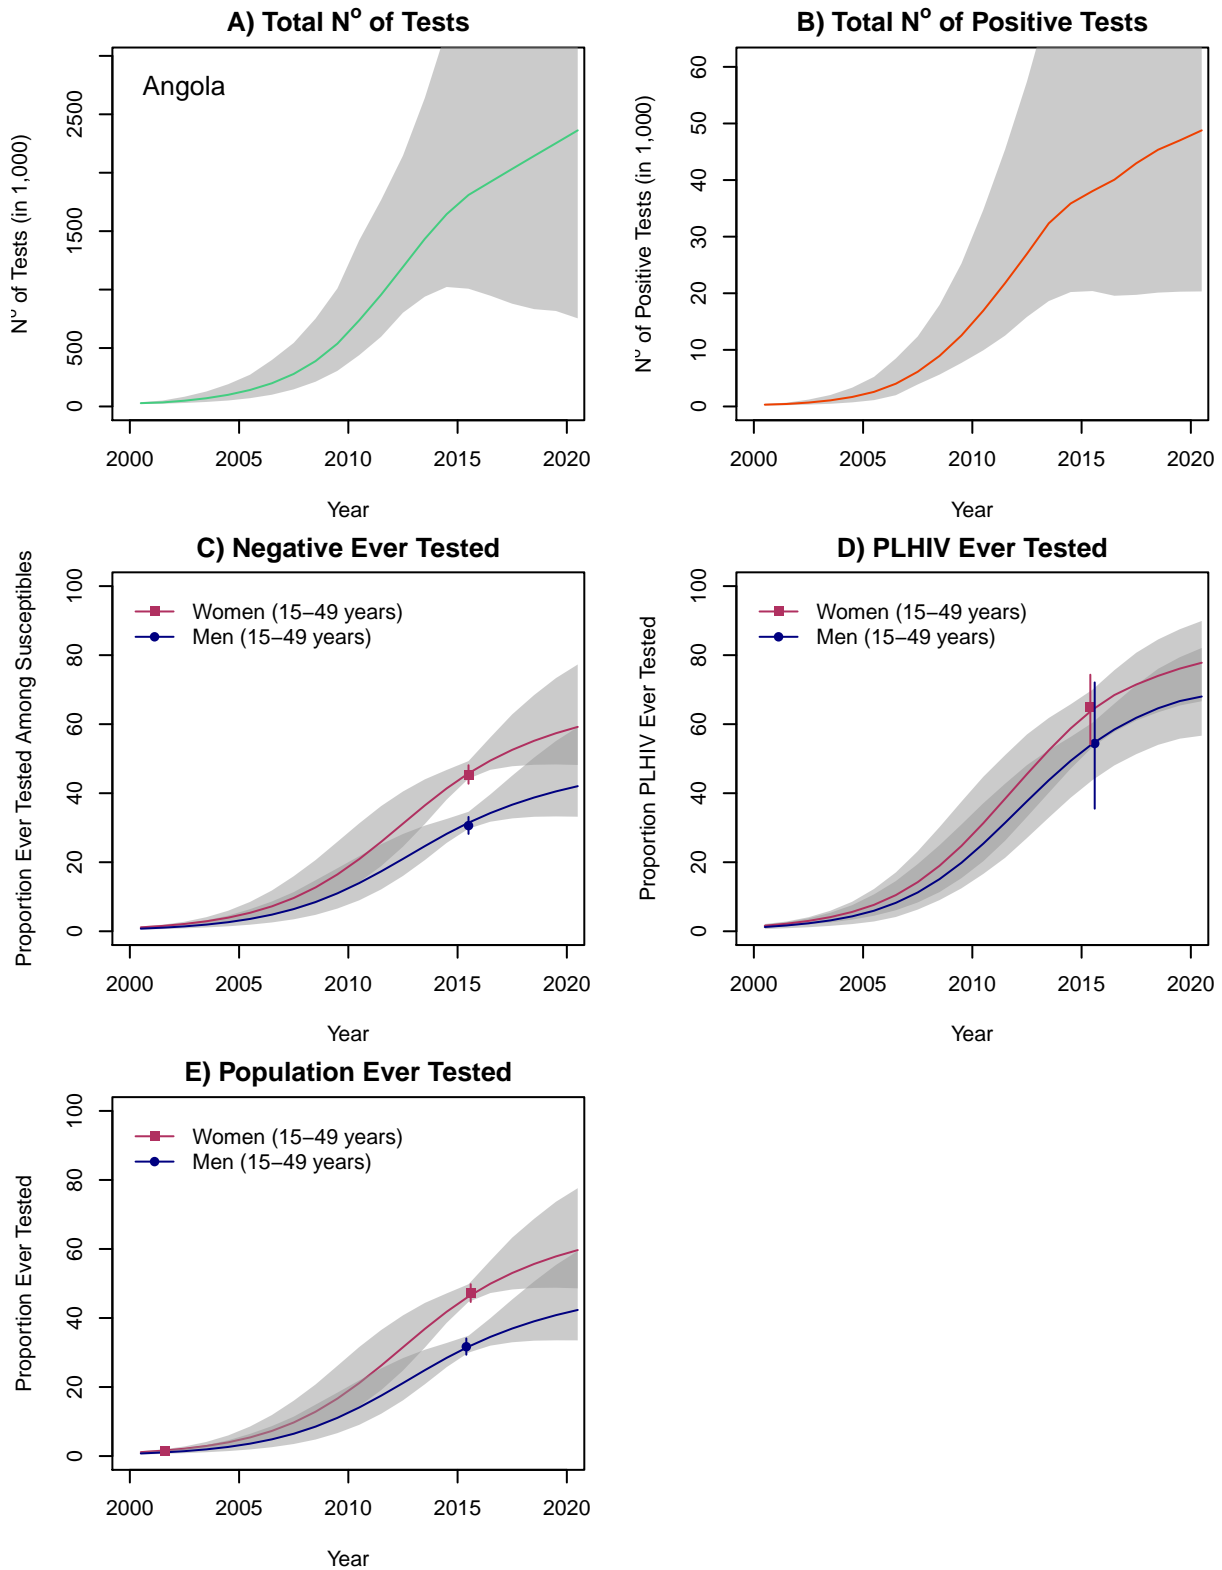 A) Total Nº of Tests
Nº of Tests (in 1,000)
0
500
1500
2500
Angola
2000 2005 2010 2015 2020
Year
B) Total Nº of Positive Tests
Nº of Positive Tests (in 1,000)
0
10
20
30
40
50
60
2000 2005 2010 2015 2020
Year
C) Negative Ever Tested
Proportion Ever Tested Among Susceptibles
0
20
40
60
80
100
Women (15−49 years)
Men (15−49 years)
2000 2005 2010 2015 2020
Year
D) PLHIV Ever Tested
Proportion PLHIV Ever Tested
0
20
40
60
80
100
Women (15−49 years)
Men (15−49 years)
2000 2005 2010 2015 2020
Year
E) Population Ever Tested
Proportion Ever Tested
0
20
40
60
80
100
Women (15−49 years)
Men (15−49 years)
2000 2005 2010 2015 2020
Year